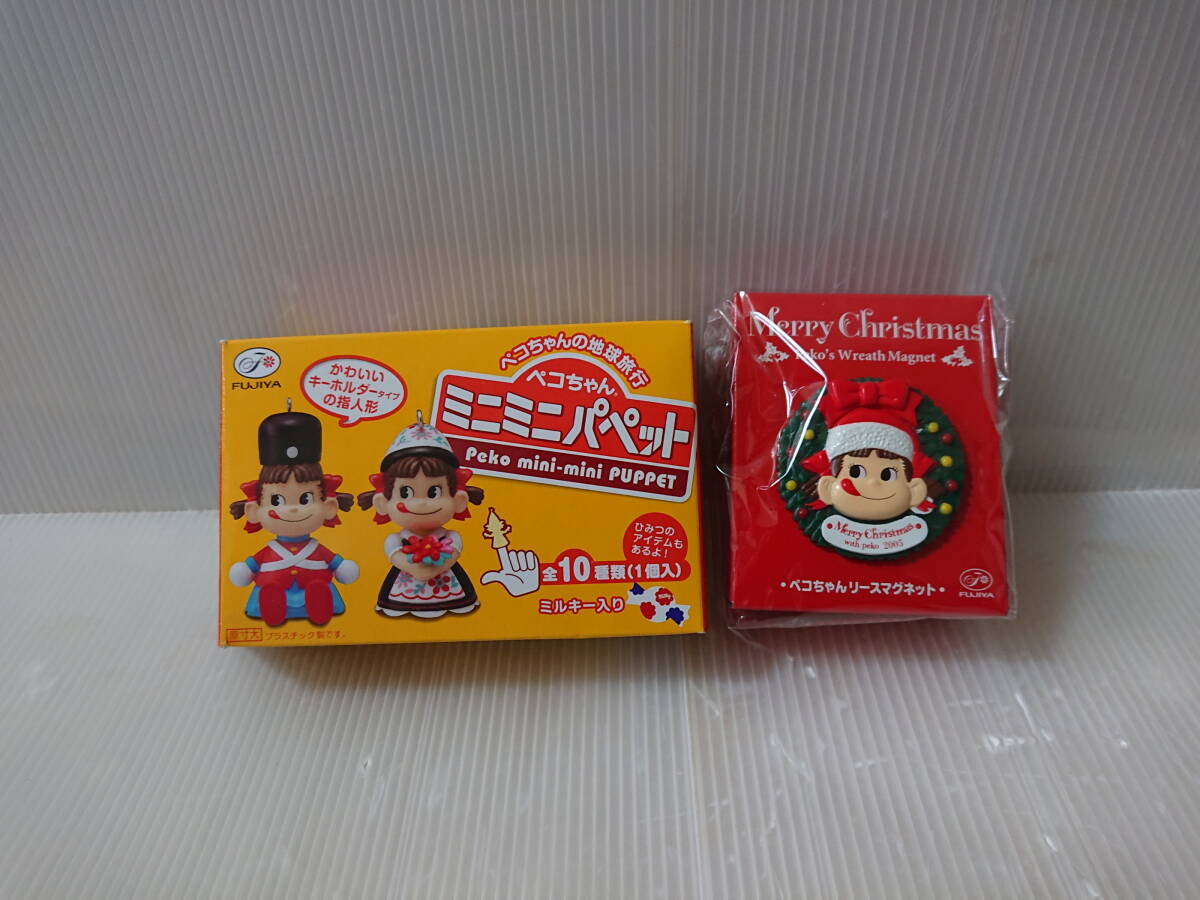 FUJIYA
かわいい
キーホルダータイプ
の指人形
ペコちゃんの地球旅行
ペコちゃん
ミニミニパペット
Peko mini-mini PUPPET
ひみつの
アイテムも
あるよ!
全10種類(1個入)
ミルキー入り
原寸大 プラスチック製です。
Merry Christmas
Peko's Wreath Magnet
Merry Christmas
with peko 2005
・ペコちゃんリースマグネット・
FUJIYA